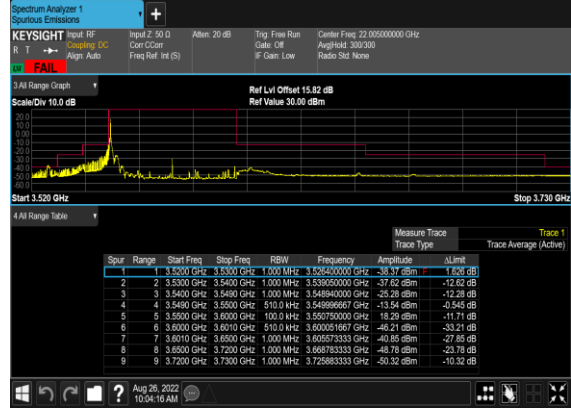 Spectrum Analyzer 1
Spurious Emissions
KEYSIGHT Input: RF Input Z: 50 Ω Atten: 20 dB Trig: Free Run Center Freq: 22.005000000 GHz
R T Coupling: DC Corr CCorr Gate: Off Avg|Hold: 300/300
Align: Auto Freq Ref: Int (S) IF Gain: Low Radio Std: None
FAIL
3 All Range Graph
Ref Lvl Offset 15.82 dB
Scale/Div 10.0 dB Ref Value 30.00 dBm
20.0
10.0
0.00
-10.0
-20.0
-30.0
-40.0
-50.0
-60.0
Start 3.520 GHz Stop 3.730 GHz
4 All Range Table
Measure Trace Trace 1
Trace Type Trace Average (Active)
Spur Range Start Freq Stop Freq RBW Frequency Amplitude ΔLimit
1 1 3.5200 GHz 3.5300 GHz 1.000 MHz 3.526400000 GHz -38.37 dBm F 1.626 dB
2 2 3.5300 GHz 3.5400 GHz 1.000 MHz 3.539050000 GHz -37.62 dBm -12.62 dB
3 3 3.5400 GHz 3.5490 GHz 1.000 MHz 3.548940000 GHz -25.28 dBm -12.28 dB
4 4 3.5490 GHz 3.5500 GHz 510.0 kHz 3.549996667 GHz -13.54 dBm -0.545 dB
5 5 3.5500 GHz 3.6000 GHz 100.0 kHz 3.550750000 GHz 18.29 dBm -11.71 dB
6 6 3.6000 GHz 3.6010 GHz 510.0 kHz 3.600051667 GHz -46.21 dBm -33.21 dB
7 7 3.6010 GHz 3.6500 GHz 1.000 MHz 3.605573333 GHz -40.85 dBm -27.85 dB
8 8 3.6500 GHz 3.7200 GHz 1.000 MHz 3.668783333 GHz -48.78 dBm -23.78 dB
9 9 3.7200 GHz 3.7300 GHz 1.000 MHz 3.725883333 GHz -50.32 dBm -10.32 dB
Aug 26, 2022
10:04:16 AM